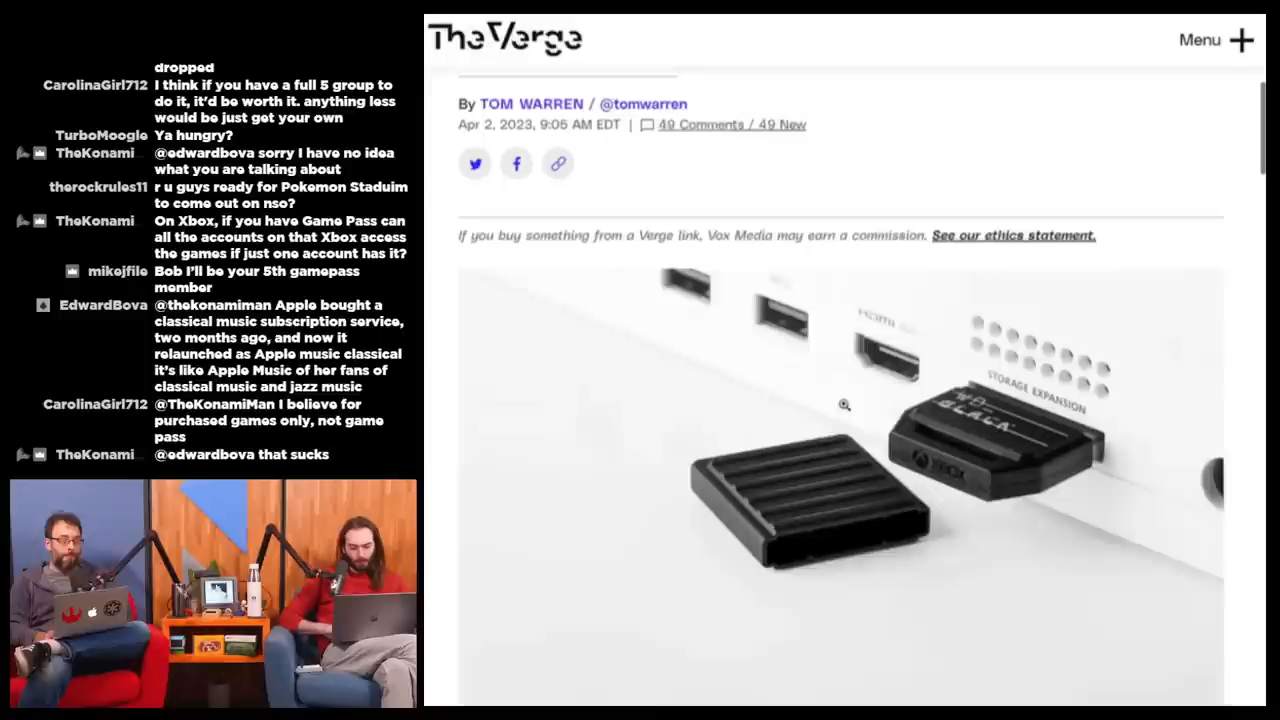 dropped
CarolinaGirl712 I think if you have a full 5 group to
do it, it'd be worth it. anything less
would be just get your own
TurboMoogle Ya hungry?
TheKonami @edwardbova sorry I have no idea
what you are talking about
therockrules11 r u guys ready for Pokemon Staduim
to come out on nso?
TheKonami On Xbox, if you have Game Pass can
all the accounts on that Xbox access
the games if just one account has it?
mikejfile Bob I'll be your 5th gamepass
member
EdwardBova @thekonamiman Apple bought a
classical music subscription service,
two months ago, and now it
relaunched as Apple music classical
it's like Apple Music of her fans of
classical music and jazz music
CarolinaGirl712 @TheKonamiMan I believe for
purchased games only, not game
pass
TheKonami @edwardbova that sucks
The Verge
Menu
By TOM WARREN / @tomwarren
Apr 2, 2023, 9:05 AM EDT | 49 Comments / 49 New
If you buy something from a Verge link, Vox Media may earn a commission. See our ethics statement.
HDMI
STORAGE EXPANSION
WD
BLACK
XBOX